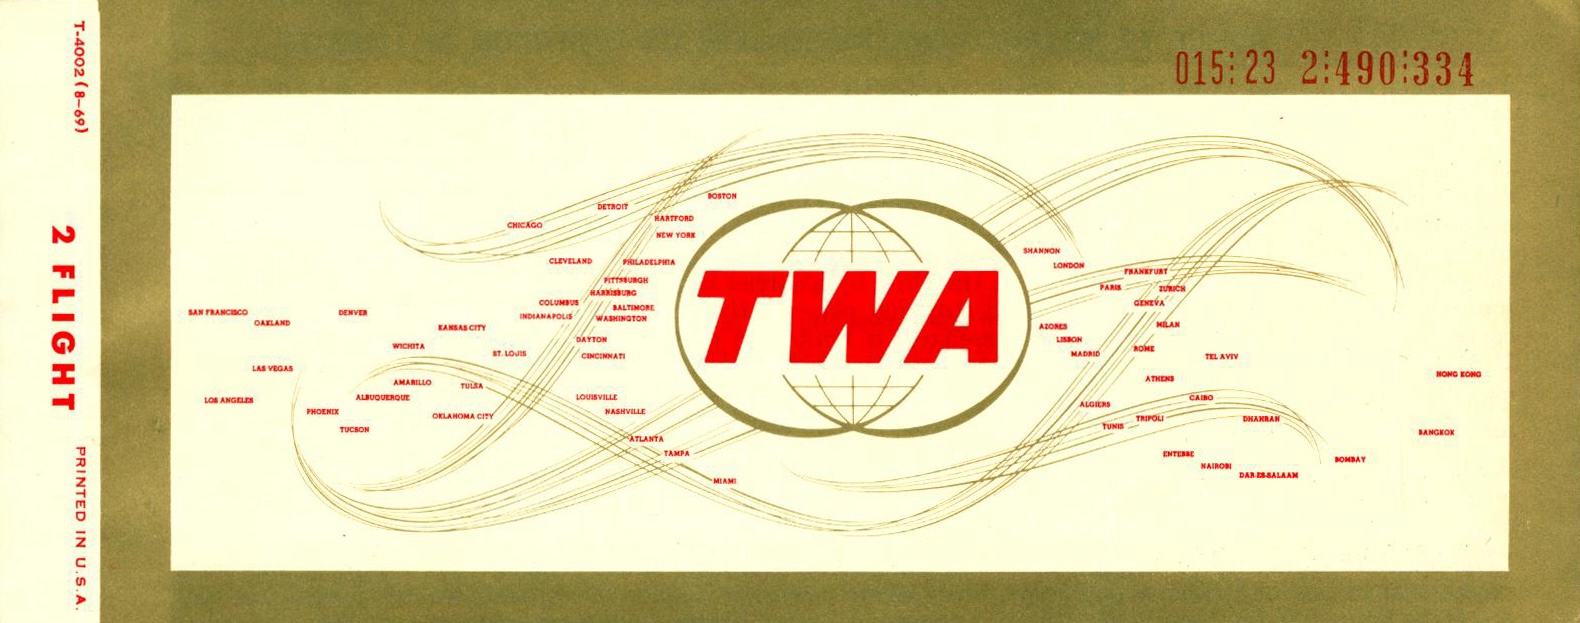 T-4002 (8-69)
2 FLIGHT
PRINTED IN U.S.A.
015:23 2:490:334
BOSTON
DETROIT
HARTFORD
CHICAGO
NEW YORK
CLEVELAND
PHILADELPHIA
PITTSBURGH
HARRISBURG
COLUMBUS
BALTIMORE
INDIANAPOLIS
WASHINGTON
SAN FRANCISCO
OAKLAND
DENVER
KANSAS CITY
DAYTON
WICHITA
ST. LOUIS
CINCINNATI
LAS VEGAS
AMARILLO
TULSA
ALBUQUERQUE
LOUISVILLE
LOS ANGELES
PHOENIX
OKLAHOMA CITY
NASHVILLE
TUCSON
ATLANTA
TAMPA
MIAMI
TWA
SHANNON
LONDON
FRANKFURT
PARIS
ZURICH
GENEVA
AZORES
MILAN
LISBON
ROME
MADRID
TEL AVIV
HONG KONG
ATHENS
CAIRO
ALGIERS
TRIPOLI
DHAHRAN
TUNIS
BANGKOK
ENTEBBE
BOMBAY
NAIROBI
DAR-ES-SALAAM